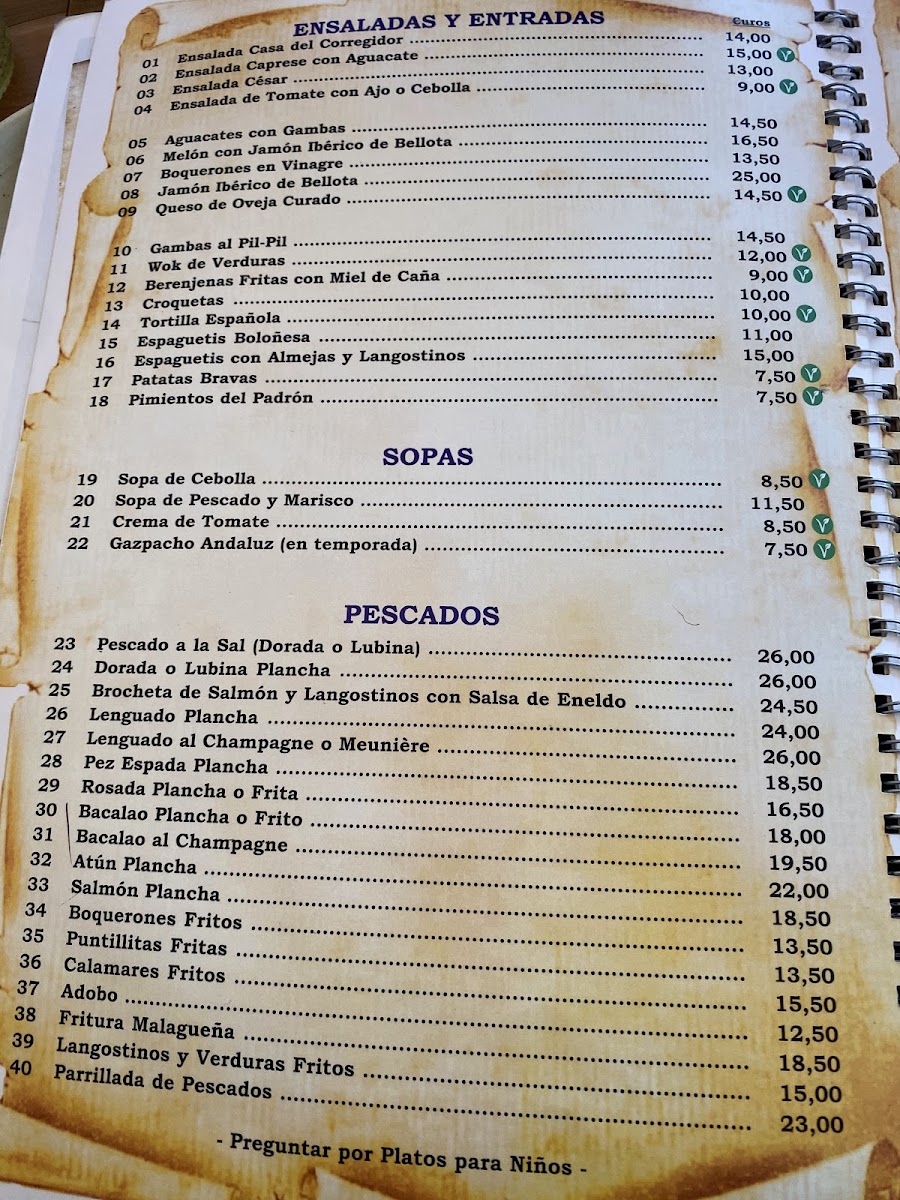 ENSALADAS Y ENTRADAS
Euros
01 Ensalada Casa del Corregidor 14,00
02 Ensalada Caprese con Aguacate 15,00
03 Ensalada César 13,00
04 Ensalada de Tomate con Ajo o Cebolla 9,00
05 Aguacates con Gambas 14,50
06 Melón con Jamón Ibérico de Bellota 16,50
07 Boquerones en Vinagre 13,50
08 Jamón Ibérico de Bellota 25,00
09 Queso de Oveja Curado 14,50
10 Gambas al Pil-Pil 14,50
11 Wok de Verduras 12,00
12 Berenjenas Fritas con Miel de Caña 9,00
13 Croquetas 10,00
14 Tortilla Española 10,00
15 Espaguetis Boloñesa 11,00
16 Espaguetis con Almejas y Langostinos 15,00
17 Patatas Bravas 7,50
18 Pimientos del Padrón 7,50
SOPAS
19 Sopa de Cebolla 8,50
20 Sopa de Pescado y Marisco 11,50
21 Crema de Tomate 8,50
22 Gazpacho Andaluz (en temporada) 7,50
PESCADOS
23 Pescado a la Sal (Dorada o Lubina) 26,00
24 Dorada o Lubina Plancha 26,00
25 Brocheta de Salmón y Langostinos con Salsa de Eneldo 24,50
26 Lenguado Plancha 24,00
27 Lenguado al Champagne o Meunière 26,00
28 Pez Espada Plancha 18,50
29 Rosada Plancha o Frita 16,50
30 Bacalao Plancha o Frito 18,00
31 Bacalao al Champagne 19,50
32 Atún Plancha 22,00
33 Salmón Plancha 18,50
34 Boquerones Fritos 13,50
35 Puntillitas Fritas 13,50
36 Calamares Fritos 15,50
37 Adobo 12,50
38 Fritura Malagueña 18,50
39 Langostinos y Verduras Fritos 15,00
40 Parrillada de Pescados 23,00
- Preguntar por Platos para Niños -